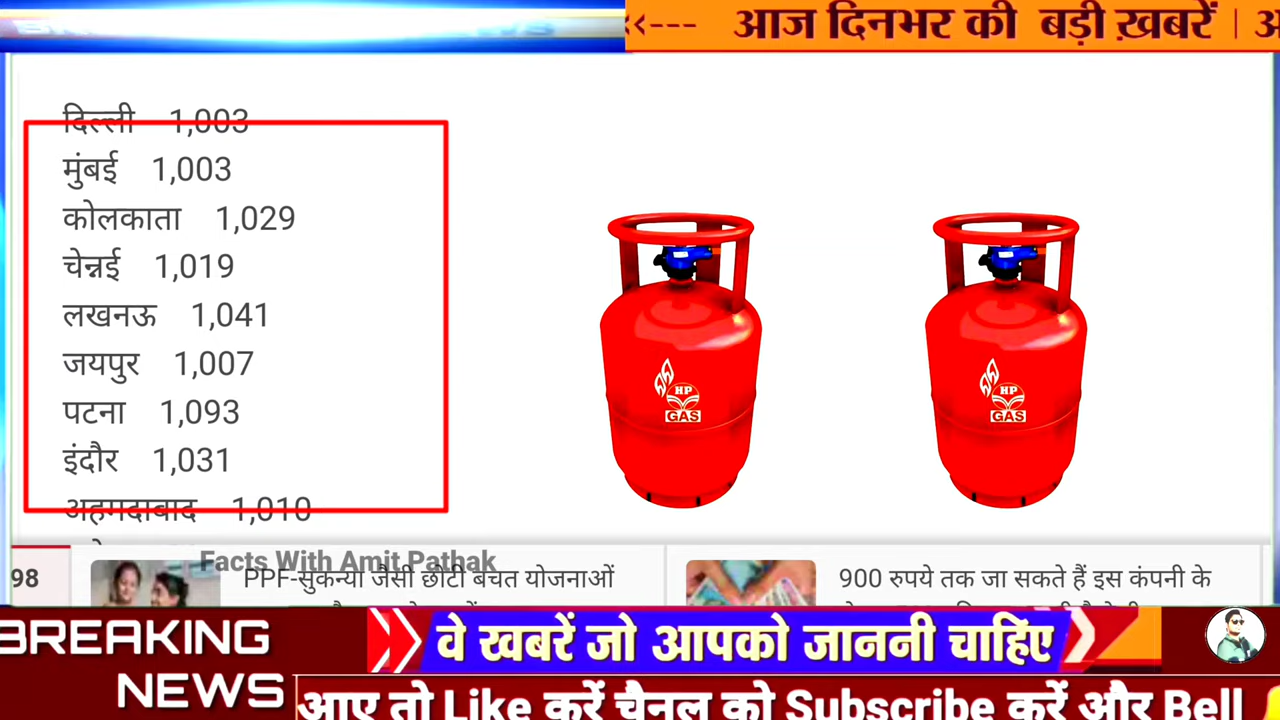 <<--- आज दिनभर की बड़ी ख़बरें |
दिल्ली 1,003
मुंबई 1,003
कोलकाता 1,029
चेन्नई 1,019
लखनऊ 1,041
जयपुर 1,007
पटना 1,093
इंदौर 1,031
अहमदाबाद 1,010
HP
GAS
HP
GAS
Facts With Amit Pathak
98
PPF-सुकन्या जैसी छोटी बचत योजनाओं
900 रुपये तक जा सकते हैं इस कंपनी के
BREAKING
NEWS
वे खबरें जो आपको जाननी चाहिए
आए तो Like करें चैनल को Subscribe करें और Bell